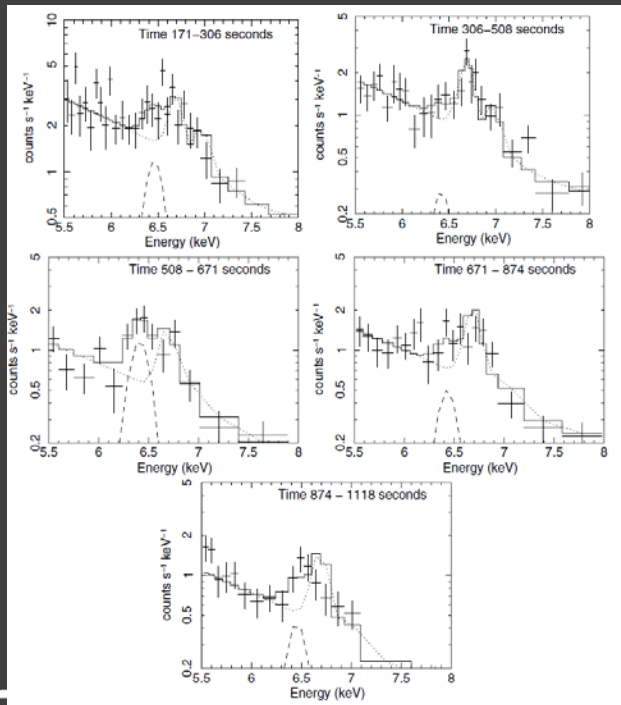 Time 171–306 seconds
counts s⁻¹ keV⁻¹
10
5
2
1
0.5
5.5 6 6.5 7 7.5 8
Energy (keV)
Time 306–508 seconds
counts s⁻¹ keV⁻¹
5
2
1
0.5
0.2
5.5 6 6.5 7 7.5 8
Energy (keV)
Time 508 – 671 seconds
counts s⁻¹ keV⁻¹
5
2
1
0.5
0.2
5.5 6 6.5 7 7.5 8
Energy (keV)
Time 671 – 874 seconds
counts s⁻¹ keV⁻¹
5
2
1
0.5
0.2
5.5 6 6.5 7 7.5 8
Energy (keV)
Time 874 – 1118 seconds
counts s⁻¹ keV⁻¹
5
2
1
0.5
0.2
5.5 6 6.5 7 7.5 8
Energy (keV)